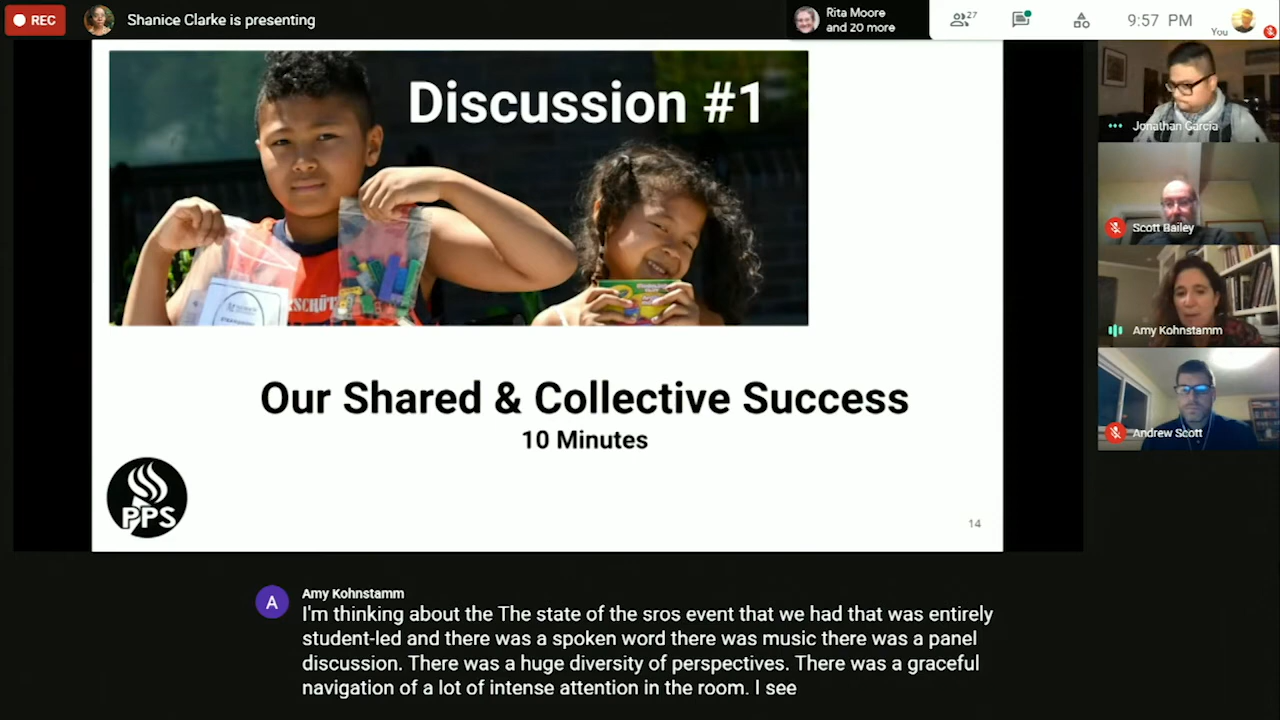 REC
Shanice Clarke is presenting
Rita Moore
and 20 more
27
9:57 PM
You
Discussion #1
Jonathan Garcia
Scott Bailey
Amy Kohnstamm
Andrew Scott
Our Shared & Collective Success
10 Minutes
PPS
14
A
Amy Kohnstamm
I'm thinking about the The state of the sros event that we had that was entirely
student-led and there was a spoken word there was music there was a panel
discussion. There was a huge diversity of perspectives. There was a graceful
navigation of a lot of intense attention in the room. I see